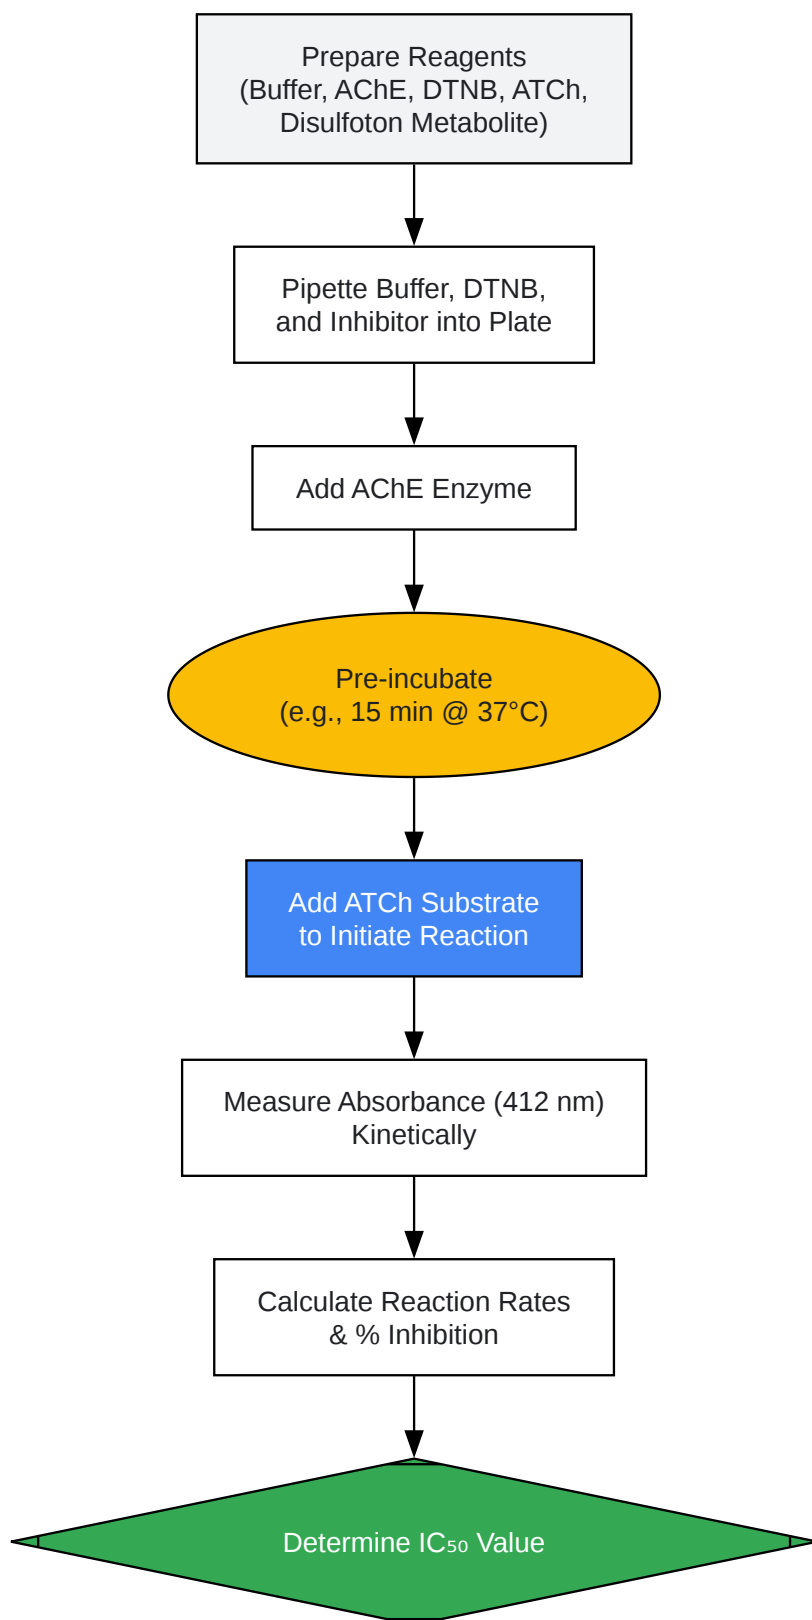 Prepare Reagents
(Buffer, AChE, DTNB, ATCh,
Disulfoton Metabolite)
Pipette Buffer, DTNB,
and Inhibitor into Plate
Add AChE Enzyme
Pre-incubate
(e.g., 15 min @ 37°C)
Add ATCh Substrate
to Initiate Reaction
Measure Absorbance (412 nm)
Kinetically
Calculate Reaction Rates
& % Inhibition
Determine IC₅₀ Value